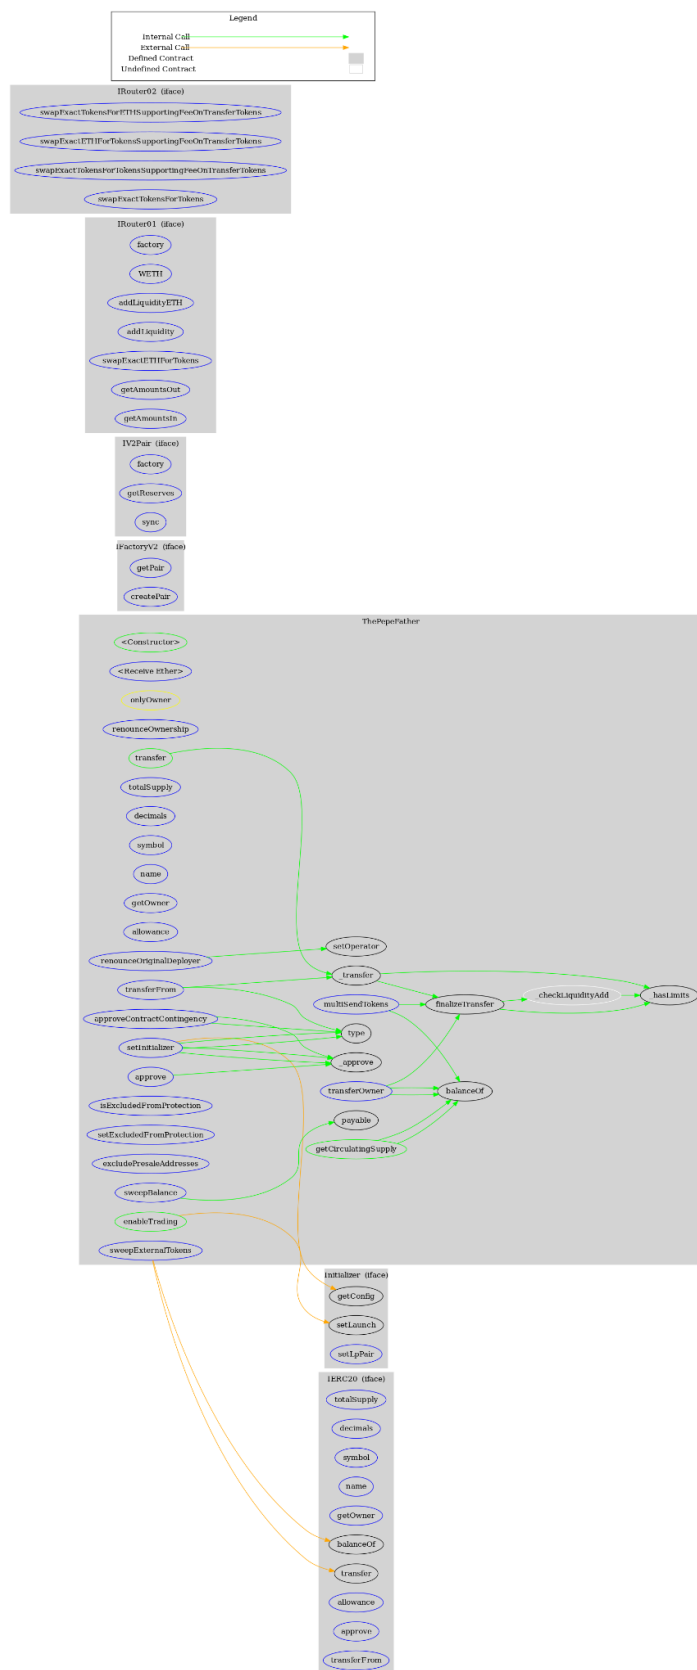 Legend
Internal Call
External Call
Defined Contract
Undefined Contract
IRouter02 (iface)
swapExactTokensForETHSupportingFeeOnTransferTokens
swapExactETHForTokensSupportingFeeOnTransferTokens
swapExactTokensForTokensSupportingFeeOnTransferTokens
swapExactTokensForTokens
IRouter01 (iface)
factory
WETH
addLiquidityETH
addLiquidity
swapExactETHForTokens
getAmountsOut
getAmountsIn
IV2Pair (iface)
factory
getReserves
sync
IFactoryV2 (iface)
getPair
createPair
ThePepeFather
<Constructor>
<Receive Ether>
onlyOwner
renounceOwnership
transfer
totalSupply
decimals
symbol
name
getOwner
allowance
renounceOriginalDeployer
setOperator
transferFrom
_transfer
multiSendTokens
finalizeTransfer
_checkLiquidityAdd
hasLimits
approveContractContingency
type
setInitializer
_approve
approve
transferOwner
balanceOf
isExcludedFromProtection
payable
setExcludedFromProtection
getCirculatingSupply
excludePresaleAddresses
sweepBalance
enableTrading
sweepExternalTokens
Initializer (iface)
getConfig
setLaunch
setLpPair
IERC20 (iface)
totalSupply
decimals
symbol
name
getOwner
balanceOf
transfer
allowance
approve
transferFrom